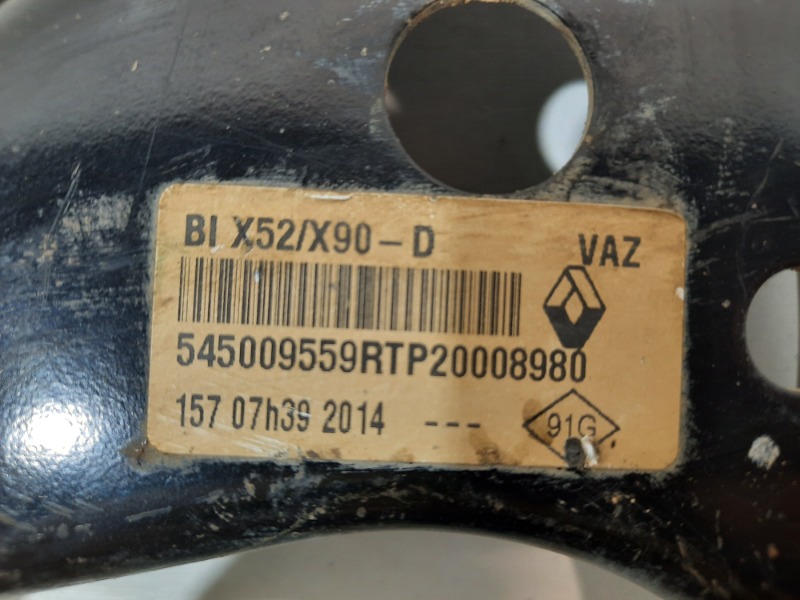 BI X52/X90 - D
VAZ
545009559RTP20008980
157 07h39 2014 ---
91G